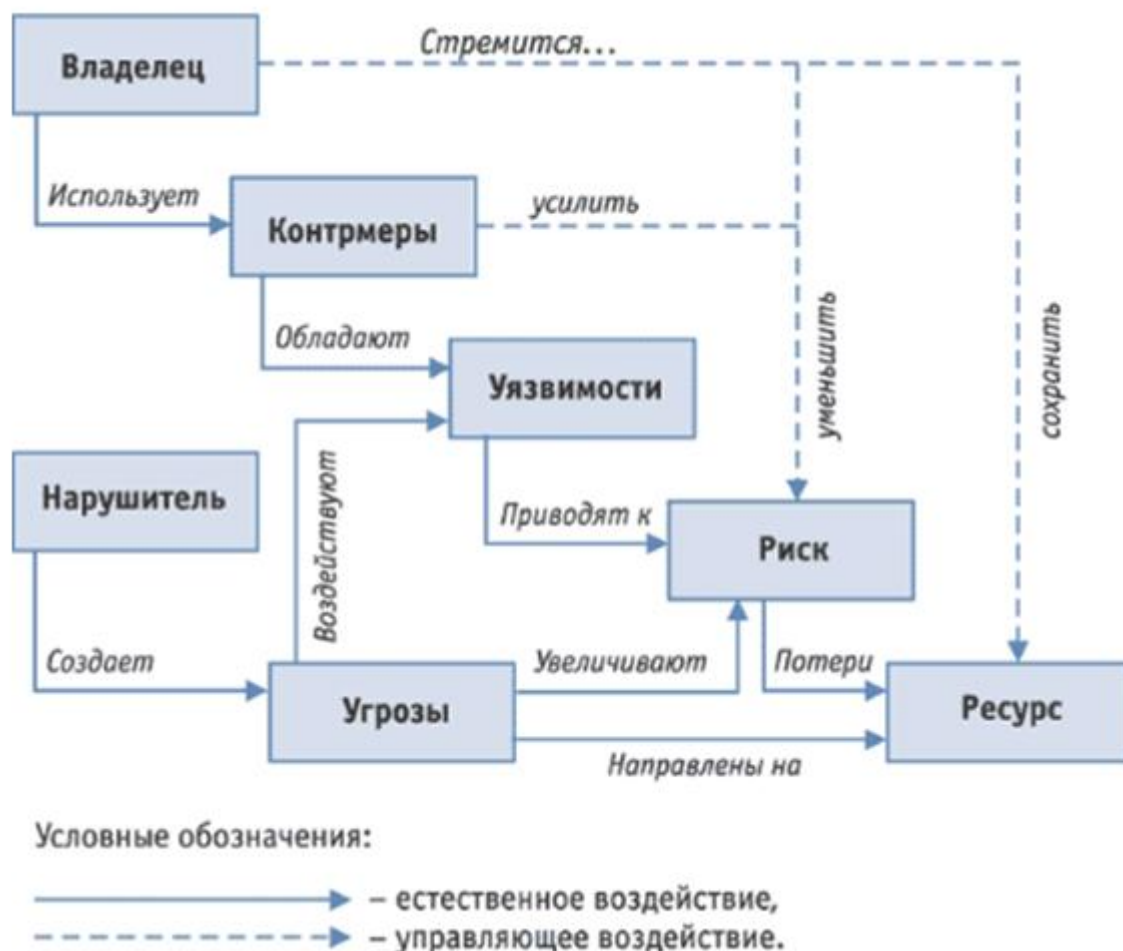 Стремится...
Владелец
Использует
Контрмеры
усилить
Обладают
Уязвимости
уменьшить
сохранить
Нарушитель
Воздействуют
Приводят к
Риск
Создает
Угрозы
Увеличивают
Потери
Ресурс
Направлены на
Условные обозначения:
– естественное воздействие,
– управляющее воздействие.